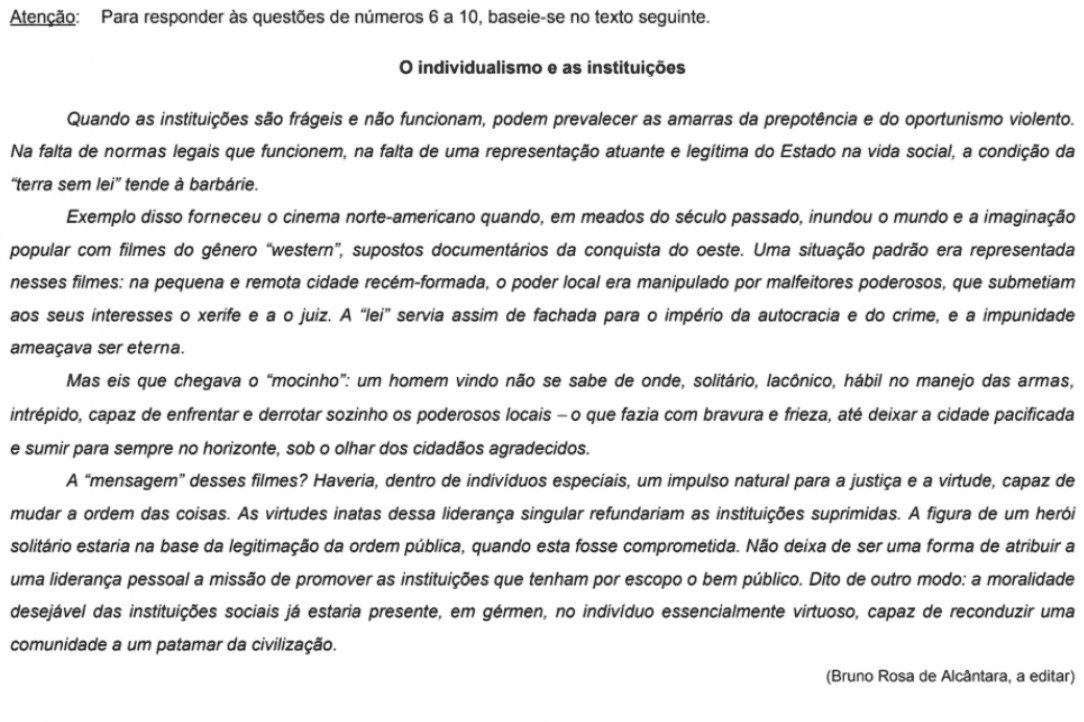 Atenção: Para responder às questões de números 6 a 10, baseie-se no texto seguinte.
O individualismo e as instituições
Quando as instituições são frágeis e não funcionam, podem prevalecer as amarras da prepotência e do oportunismo violento.
Na falta de normas legais que funcionem, na falta de uma representação atuante e legítima do Estado na vida social, a condição da
“terra sem lei” tende à barbárie.
Exemplo disso forneceu o cinema norte-americano quando, em meados do século passado, inundou o mundo e a imaginação
popular com filmes do gênero “western”, supostos documentários da conquista do oeste. Uma situação padrão era representada
nesses filmes: na pequena e remota cidade recém-formada, o poder local era manipulado por malfeitores poderosos, que submetiam
aos seus interesses o xerife e a o juiz. A “lei” servia assim de fachada para o império da autocracia e do crime, e a impunidade
ameaçava ser eterna.
Mas eis que chegava o “mocinho”: um homem vindo não se sabe de onde, solitário, lacônico, hábil no manejo das armas,
intrépido, capaz de enfrentar e derrotar sozinho os poderosos locais – o que fazia com bravura e frieza, até deixar a cidade pacificada
e sumir para sempre no horizonte, sob o olhar dos cidadãos agradecidos.
A “mensagem” desses filmes? Haveria, dentro de indivíduos especiais, um impulso natural para a justiça e a virtude, capaz de
mudar a ordem das coisas. As virtudes inatas dessa liderança singular refundariam as instituições suprimidas. A figura de um herói
solitário estaria na base da legitimação da ordem pública, quando esta fosse comprometida. Não deixa de ser uma forma de atribuir a
uma liderança pessoal a missão de promover as instituições que tenham por escopo o bem público. Dito de outro modo: a moralidade
desejável das instituições sociais já estaria presente, em gérmen, no indivíduo essencialmente virtuoso, capaz de reconduzir uma
comunidade a um patamar da civilização.
(Bruno Rosa de Alcântara, a editar)